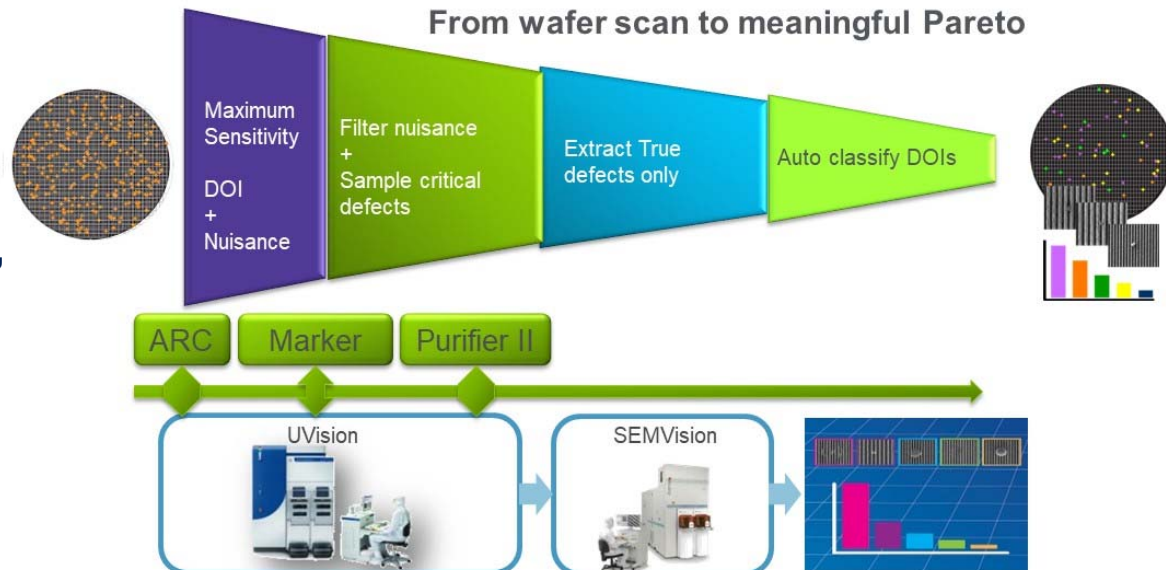 From wafer scan to meaningful Pareto
Maximum
Sensitivity
DOI
+
Nuisance
Filter nuisance
+
Sample critical
defects
Extract True
defects only
Auto classify DOIs
ARC
Marker
Purifier II
UVision
SEMVision